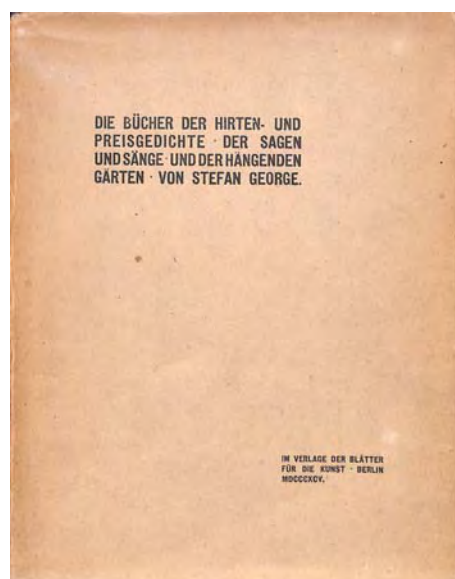 DIE BÜCHER DER HIRTEN- UND
PREISGEDICHTE · DER SAGEN
UND SÄNGE · UND DER HÄNGENDEN
GÄRTEN · VON STEFAN GEORGE.
IM VERLAGE DER BLÄTTER
FÜR DIE KUNST · BERLIN
MDCCCXCV.